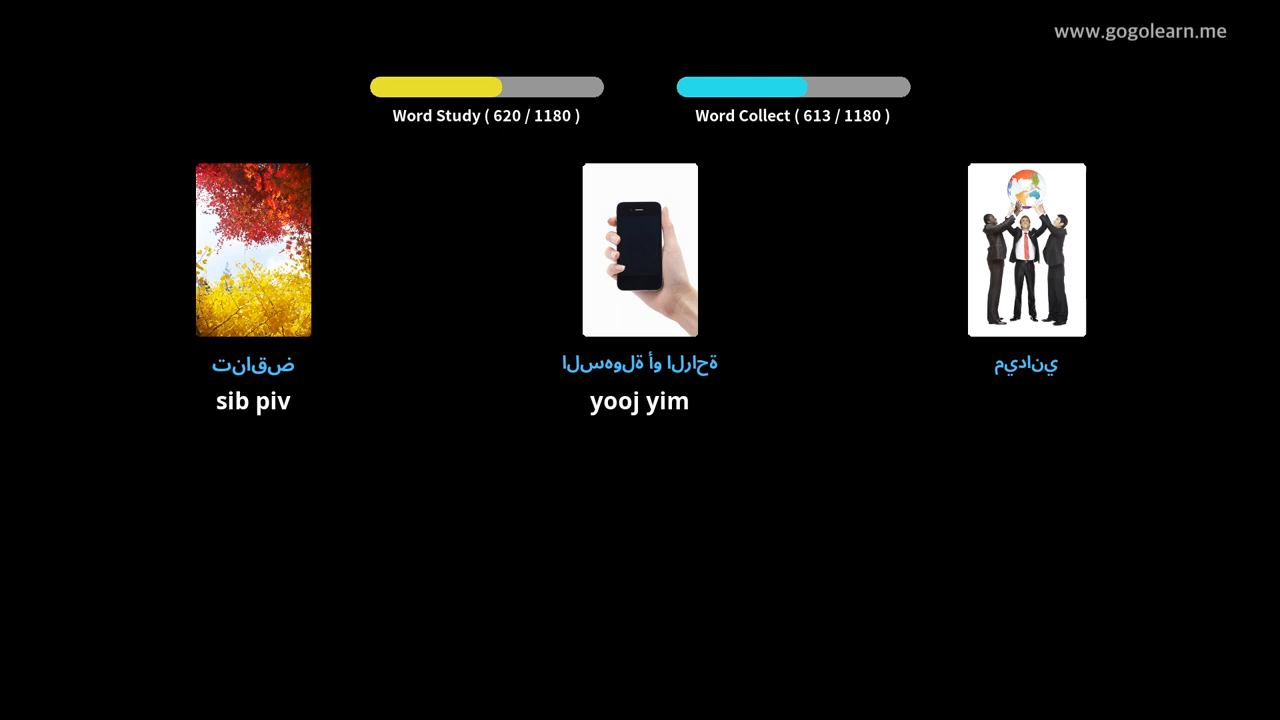 www.gogolearn.me
Word Study ( 620 / 1180 )
Word Collect ( 613 / 1180 )
تناقض
sib piv
السهولة أو الراحة
yooj yim
ميداني